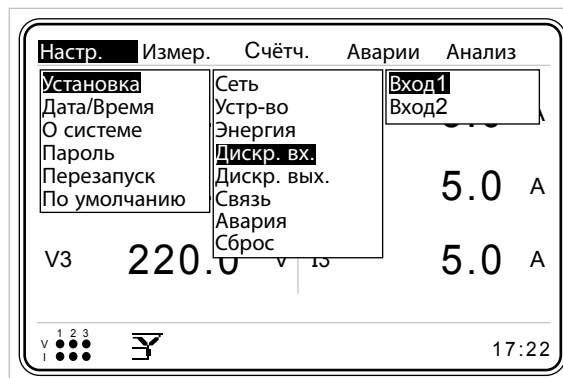 Настр. Измер. Счётч. Аварии Анализ
Установка
Дата/Время
О системе
Пароль
Перезапуск
По умолчанию
Сеть
Устр-во
Энергия
Дискр. вх.
Дискр. вых.
Связь
Авария
Сброс
Вход1
Вход2
5.0 A
V3 220.0 V I3 5.0 A
1 2 3
V
I
17:22